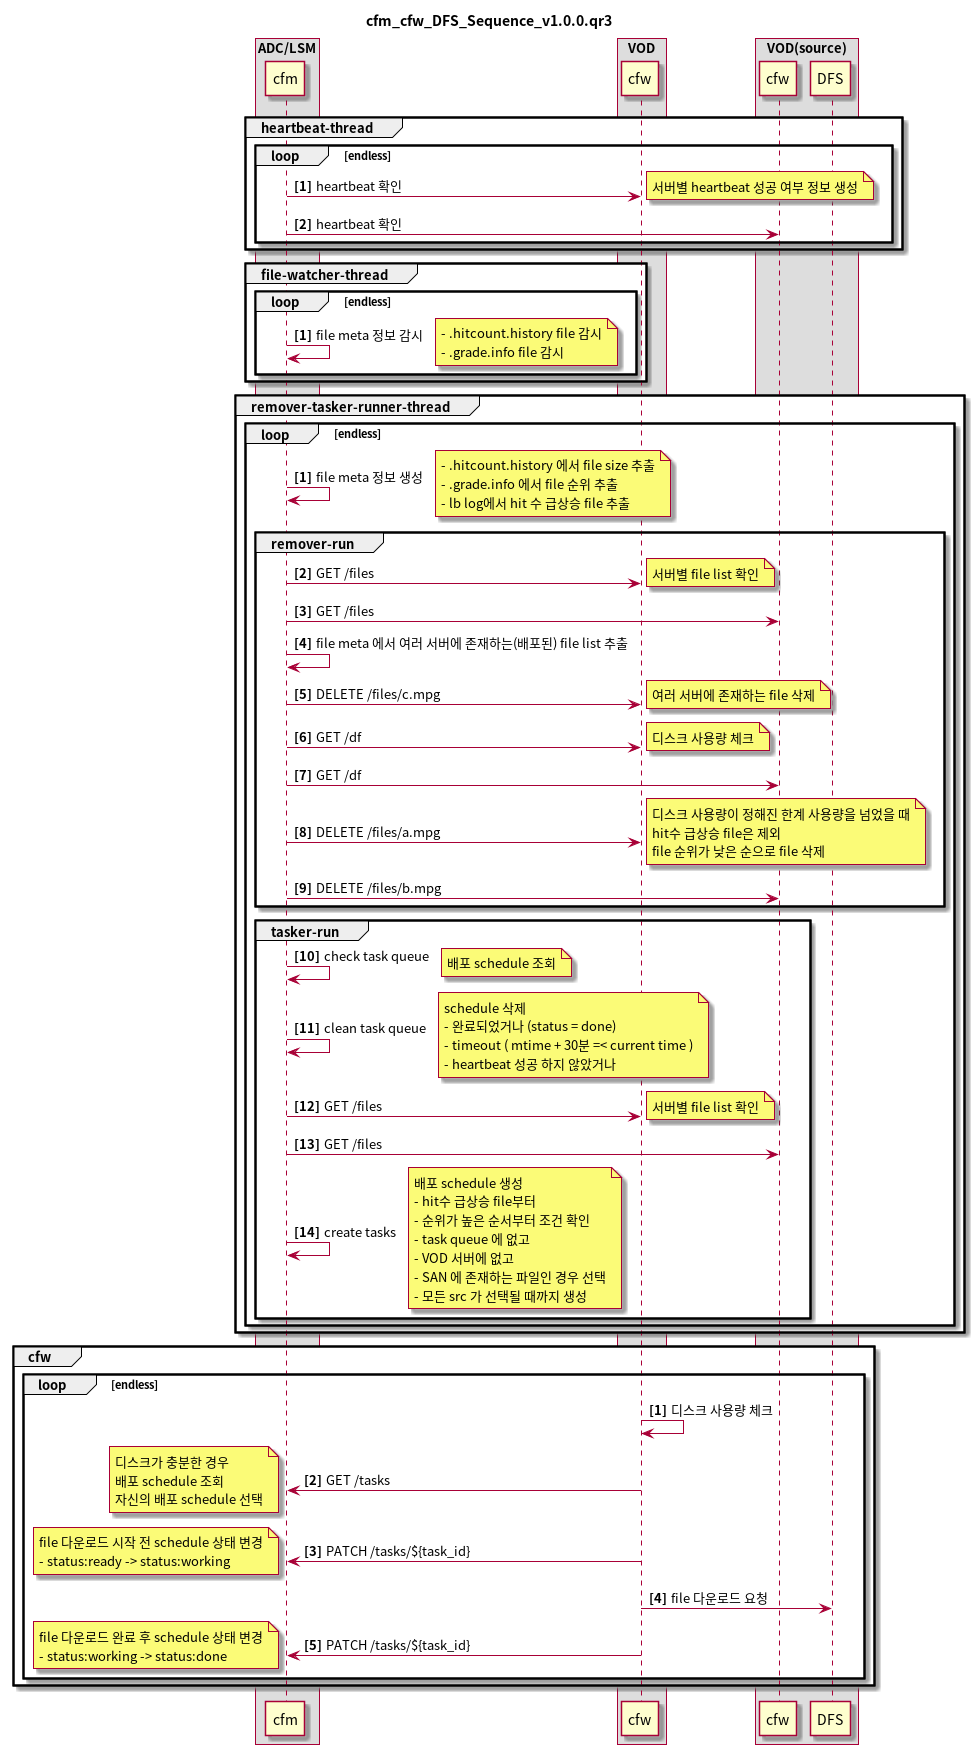 cfm_cfw_DFS_Sequence_v1.0.0.qr3
ADC/LSM
VOD
VOD(source)
cfm
cfw
cfw
DFS
heartbeat-thread
loop
[endless]
[1] heartbeat 확인
서버별 heartbeat 성공 여부 정보 생성
[2] heartbeat 확인
file-watcher-thread
loop
[endless]
[1] file meta 정보 감시
- .hitcount.history file 감시
- .grade.info file 감시
remover-tasker-runner-thread
loop
[endless]
[1] file meta 정보 생성
- .hitcount.history 에서 file size 추출
- .grade.info 에서 file 순위 추출
- lb log에서 hit 수 급상승 file 추출
remover-run
[2] GET /files
서버별 file list 확인
[3] GET /files
[4] file meta 에서 여러 서버에 존재하는(배포된) file list 추출
[5] DELETE /files/c.mpg
여러 서버에 존재하는 file 삭제
[6] GET /df
디스크 사용량 체크
[7] GET /df
[8] DELETE /files/a.mpg
디스크 사용량이 정해진 한계 사용량을 넘었을 때
hit수 급상승 file은 제외
file 순위가 낮은 순으로 file 삭제
[9] DELETE /files/b.mpg
tasker-run
[10] check task queue
배포 schedule 조회
[11] clean task queue
schedule 삭제
- 완료되었거나 (status = done)
- timeout ( mtime + 30분 =< current time )
- heartbeat 성공 하지 않았거나
[12] GET /files
서버별 file list 확인
[13] GET /files
[14] create tasks
배포 schedule 생성
- hit수 급상승 file부터
- 순위가 높은 순서부터 조건 확인
- task queue 에 없고
- VOD 서버에 없고
- SAN 에 존재하는 파일인 경우 선택
- 모든 src 가 선택될 때까지 생성
cfw
loop
[endless]
[1] 디스크 사용량 체크
디스크가 충분한 경우
배포 schedule 조회
자신의 배포 schedule 선택
[2] GET /tasks
file 다운로드 시작 전 schedule 상태 변경
- status:ready -> status:working
[3] PATCH /tasks/${task_id}
[4] file 다운로드 요청
file 다운로드 완료 후 schedule 상태 변경
- status:working -> status:done
[5] PATCH /tasks/${task_id}
cfm
cfw
cfw
DFS